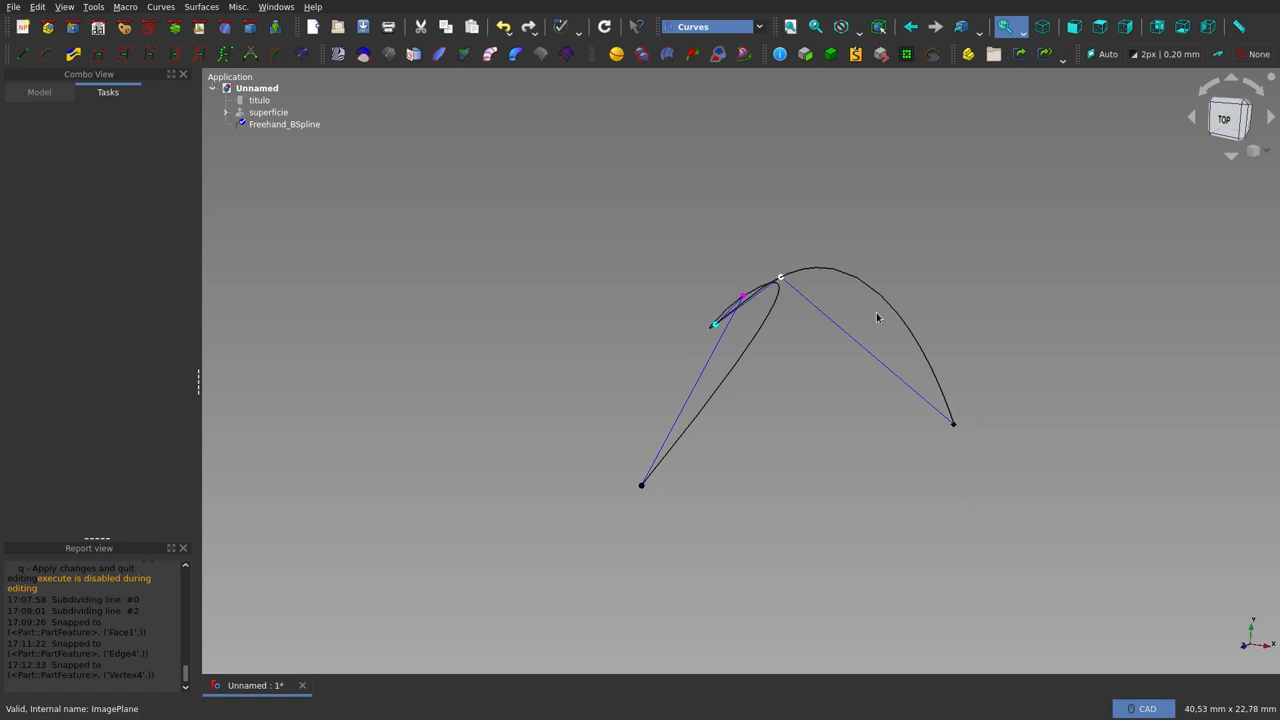 File Edit View Tools Macro Curves Surfaces Misc. Windows Help
Curves
Auto 2px | 0.20 mm None
Combo View
Model Tasks
Application
Unnamed
titulo
superficie
Freehand_BSpline
TOP
Report view
q - Apply changes and quit
editingexecute is disabled during
editing
17:07:58 Subdividing line #0
17:08:01 Subdividing line #2
17:09:26 Snapped to
(<Part::PartFeature>, ('Face1',))
17:11:22 Snapped to
(<Part::PartFeature>, ('Edge4',))
17:12:33 Snapped to
(<Part::PartFeature>, ('Vertex4',))
Y
X
Z
Unnamed : 1*
Valid, Internal name: ImagePlane
CAD 40,53 mm x 22,78 mm